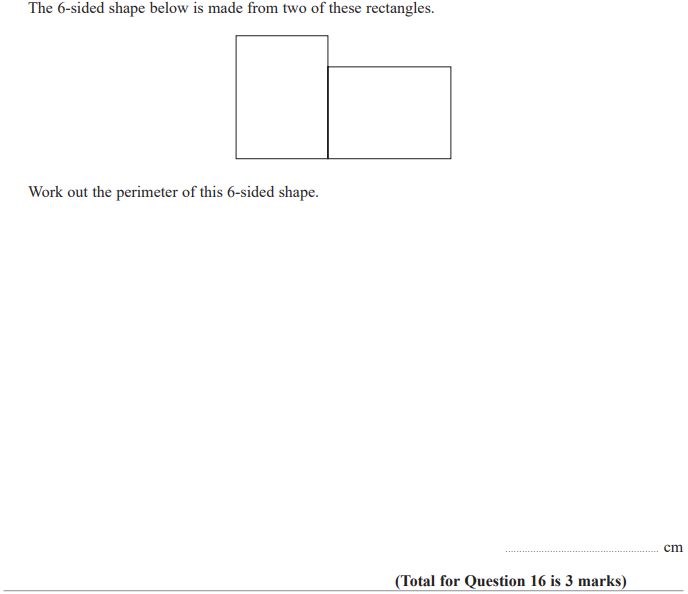 The 6-sided shape below is made from two of these rectangles.
Work out the perimeter of this 6-sided shape.
........................................................ cm
(Total for Question 16 is 3 marks)